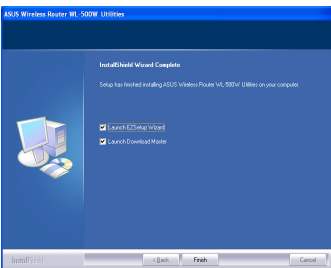 ASUS Wireless Router WL-500W Utilities
InstallShield Wizard Complete
Setup has finished installing ASUS Wireless Router WL-500W Utilities on your computer.
Launch EZSetup Wizard
Launch Download Master
InstallShield
< Back
Finish
Cancel